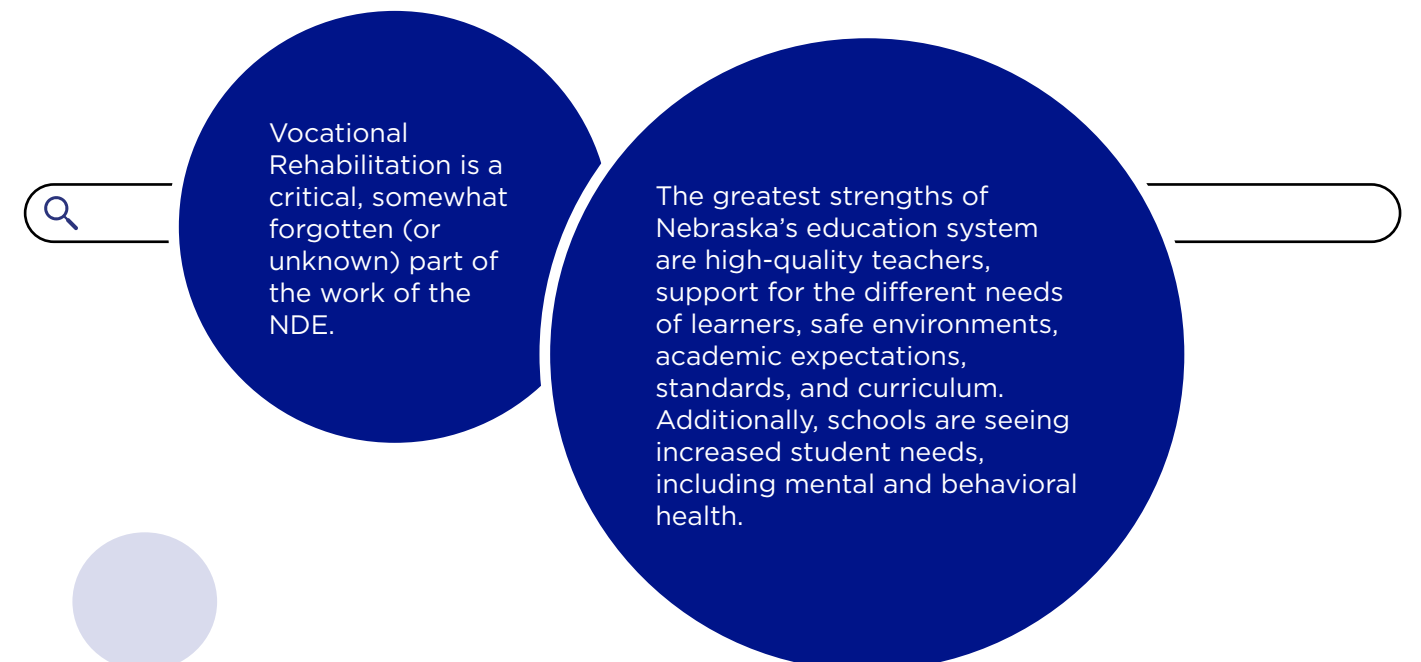 Vocational
Rehabilitation is a
critical, somewhat
forgotten (or
unknown) part of
the work of the
NDE.
The greatest strengths of
Nebraska’s education system
are high-quality teachers,
support for the different needs
of learners, safe environments,
academic expectations,
standards, and curriculum.
Additionally, schools are seeing
increased student needs,
including mental and behavioral
health.